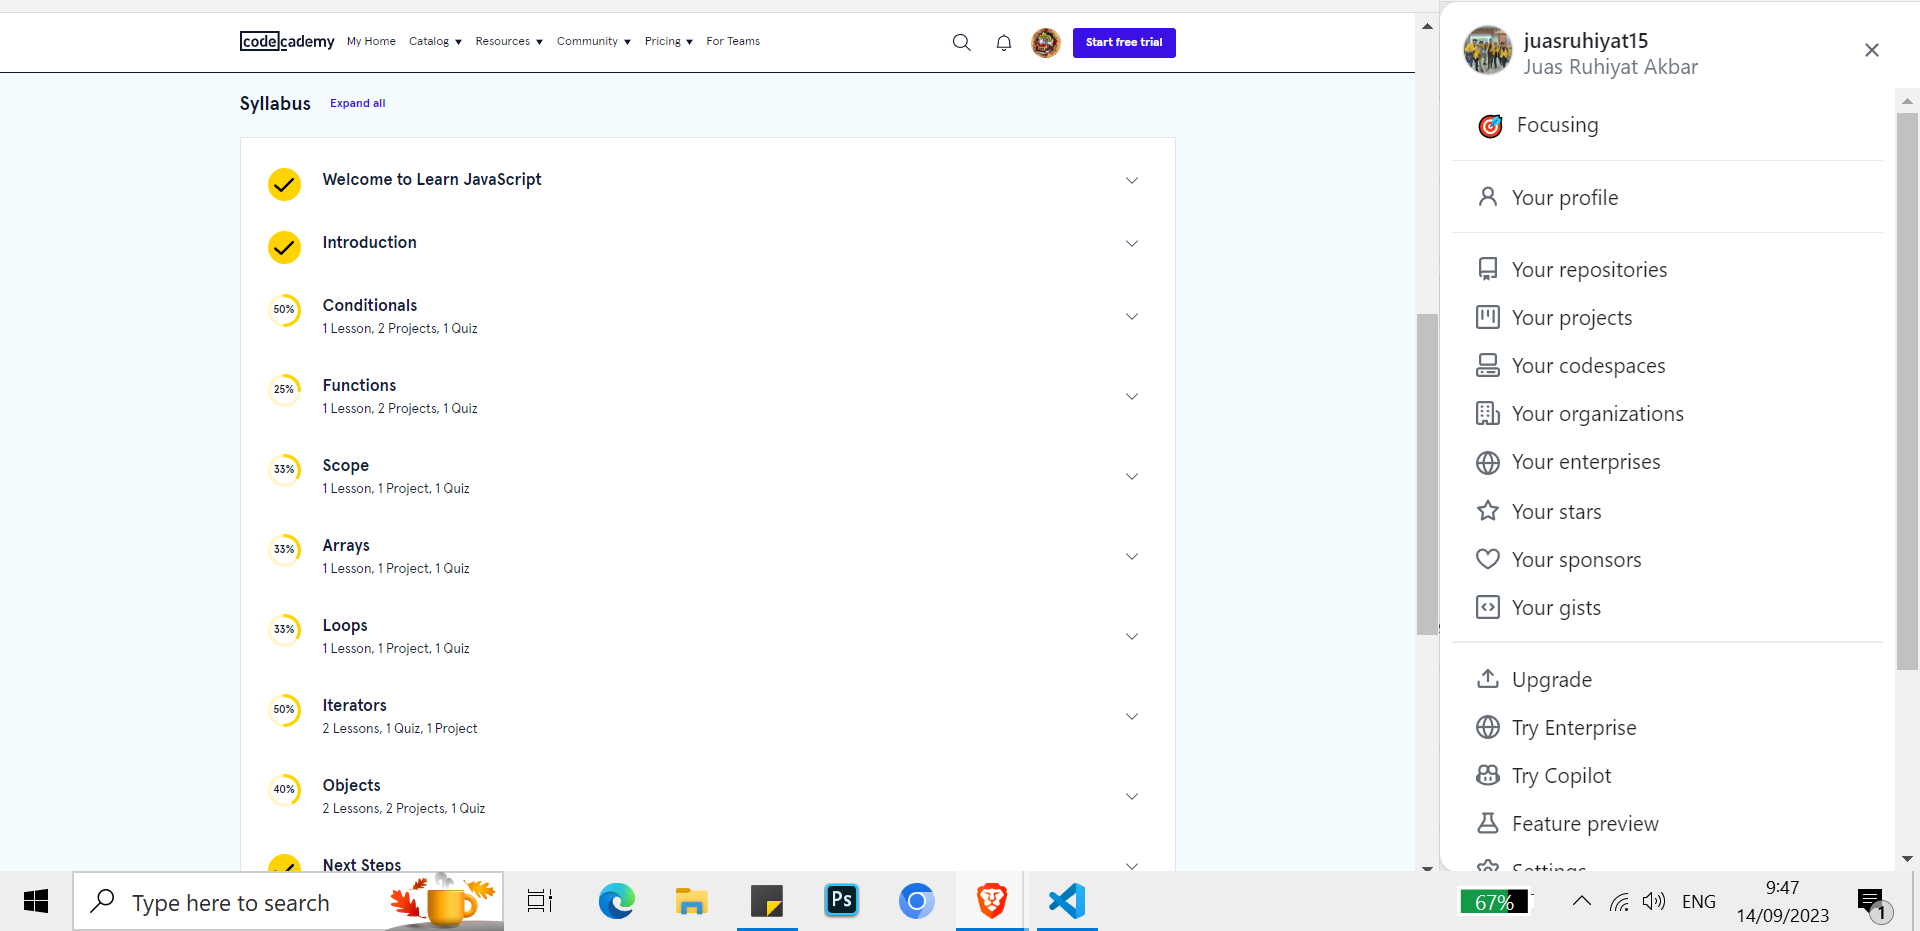 codecademy My Home Catalog Resources Community Pricing For Teams Start free trial
Syllabus Expand all
Welcome to Learn JavaScript
Introduction
50% Conditionals
1 Lesson, 2 Projects, 1 Quiz
25% Functions
1 Lesson, 2 Projects, 1 Quiz
33% Scope
1 Lesson, 1 Project, 1 Quiz
33% Arrays
1 Lesson, 1 Project, 1 Quiz
33% Loops
1 Lesson, 1 Project, 1 Quiz
50% Iterators
2 Lessons, 1 Quiz, 1 Project
40% Objects
2 Lessons, 2 Projects, 1 Quiz
Next Steps
juasruhiyat15
Juas Ruhiyat Akbar
Focusing
Your profile
Your repositories
Your projects
Your codespaces
Your organizations
Your enterprises
Your stars
Your sponsors
Your gists
Upgrade
Try Enterprise
Try Copilot
Feature preview
Settings
Type here to search
Ps
67%
ENG
9:47
14/09/2023
1